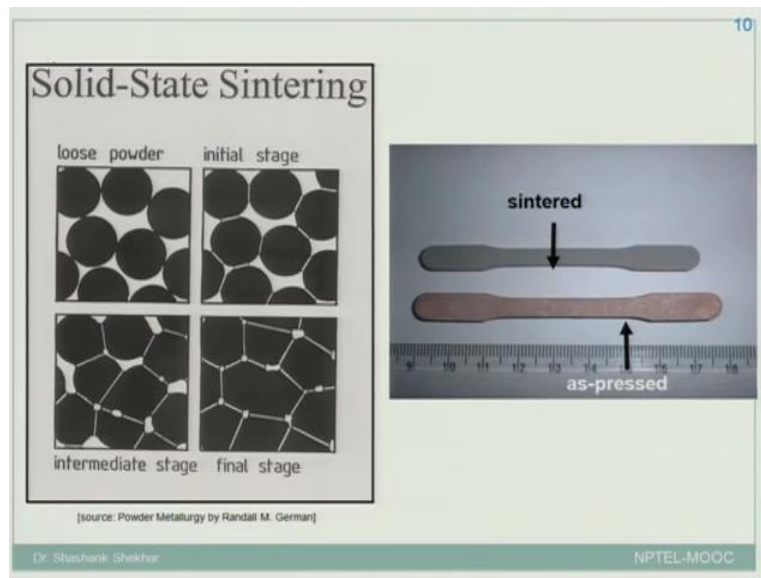 10
Solid-State Sintering
loose powder initial stage
intermediate stage final stage
[source: Powder Metallurgy by Randall M. German]
sintered
as-pressed
9 10 11 12 13 14 15 16 17 18
Dr. Shashank Shekhar
NPTEL-MOOC